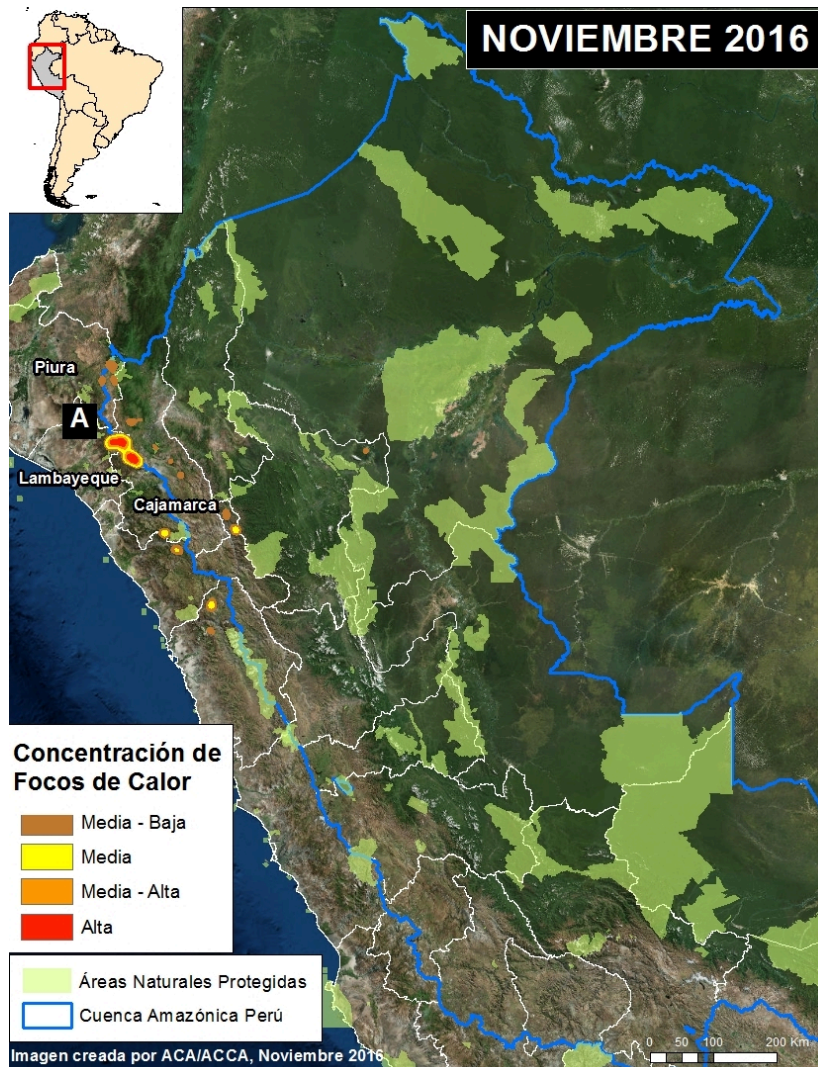 NOVIEMBRE 2016
Piura
A
Lambayeque
Cajamarca
Concentración de
Focos de Calor
Media - Baja
Media
Media - Alta
Alta
Áreas Naturales Protegidas
Cuenca Amazónica Perú
Imagen creada por ACA/ACCA, Noviembre 2016
0 50 100 200 Km